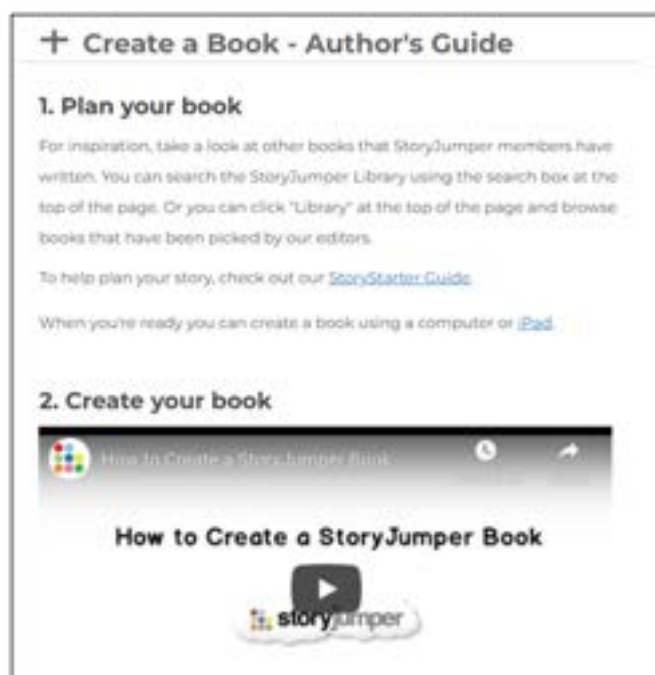 + Create a Book - Author's Guide
1. Plan your book
For inspiration, take a look at other books that StoryJumper members have
written. You can search the StoryJumper Library using the search box at the
top of the page. Or you can click "Library" at the top of the page and browse
books that have been picked by our editors.
To help plan your story, check out our StoryStarter Guide.
When you're ready you can create a book using a computer or iPad.
2. Create your book
How to Create a StoryJumper Book
How to Create a StoryJumper Book
storyjumper